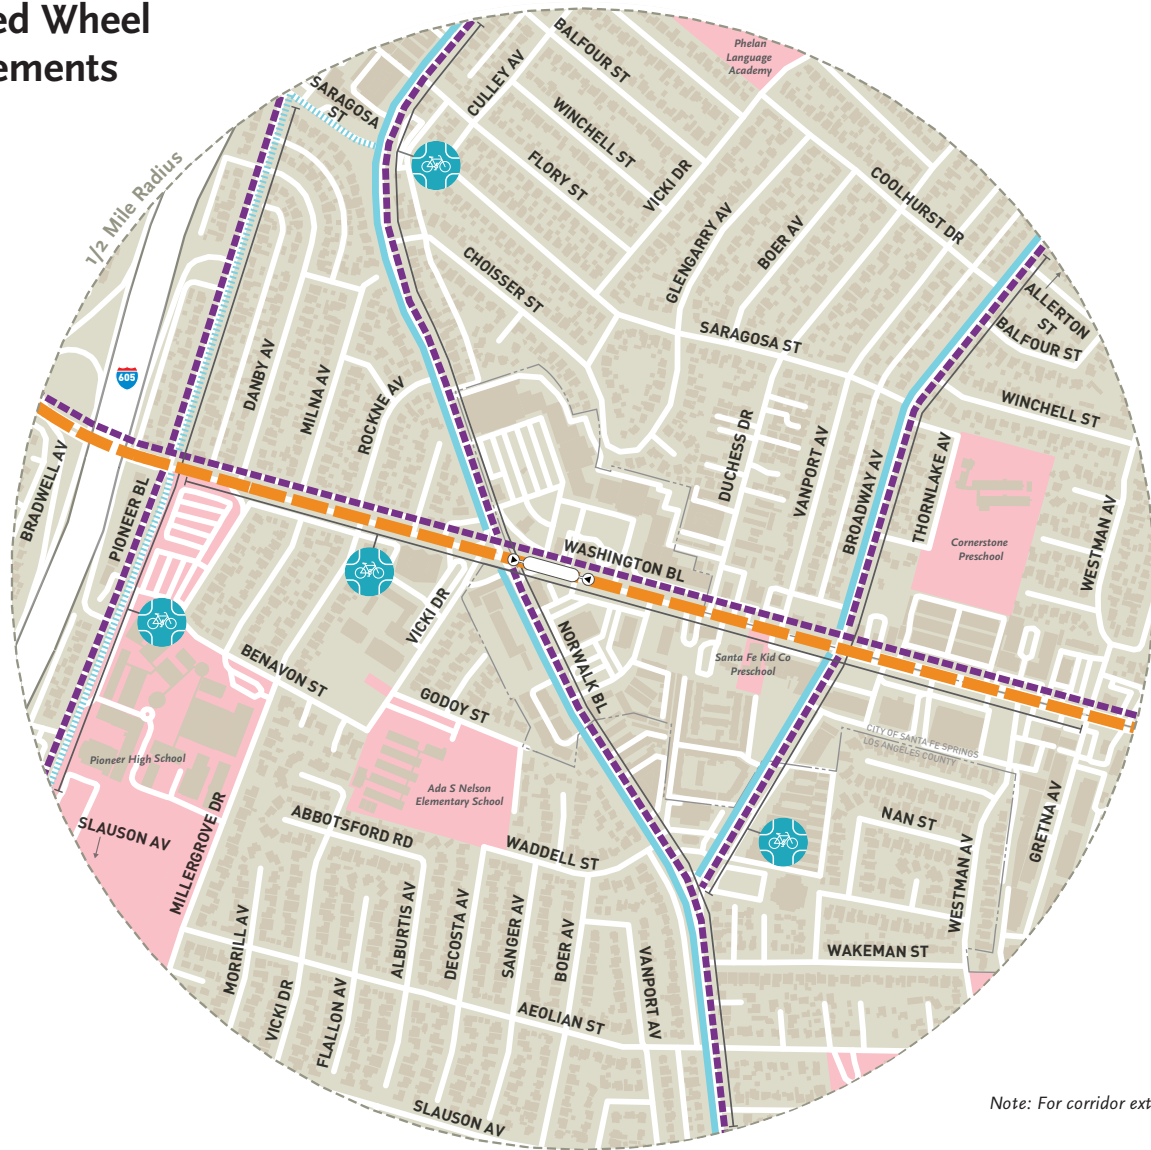 ed Wheel
ements
1/2 Mile Radius
SARAGOSA
ST
CULLEY AV
BALFOUR ST
WINCHELL ST
FLORY ST
VICKI DR
Phelan
Language
Academy
COOLHURST DR
GLENGARRY AV
BOER AV
CHOISSER ST
SARAGOSA ST
ALLERTON
ST
BALFOUR ST
WINCHELL ST
605
DANBY AV
MILNA AV
ROCKNE AV
DUCHESS DR
VANPORT AV
BROADWAY AV
THORNLAKE AV
WESTMAN AV
Cornerstone
Preschool
BRADWELL AV
PIONEER BL
WASHINGTON BL
VICKI DR
NORWALK BL
Santa Fe Kid Co
Preschool
BENAVON ST
GODOY ST
CITY OF SANTA FE SPRINGS
LOS ANGELES COUNTY
Pioneer High School
Ada S Nelson
Elementary School
SLAUSON AV
MILLERGROVE DR
ABBOTSFORD RD
WADDELL ST
NAN ST
WESTMAN AV
GRETNA AV
MORRILL AV
VICKI DR
FLALLON AV
ALBURTIS AV
DECOSTA AV
SANGER AV
BOER AV
VANPORT AV
WAKEMAN ST
AEOLIAN ST
SLAUSON AV
Note: For corridor ext